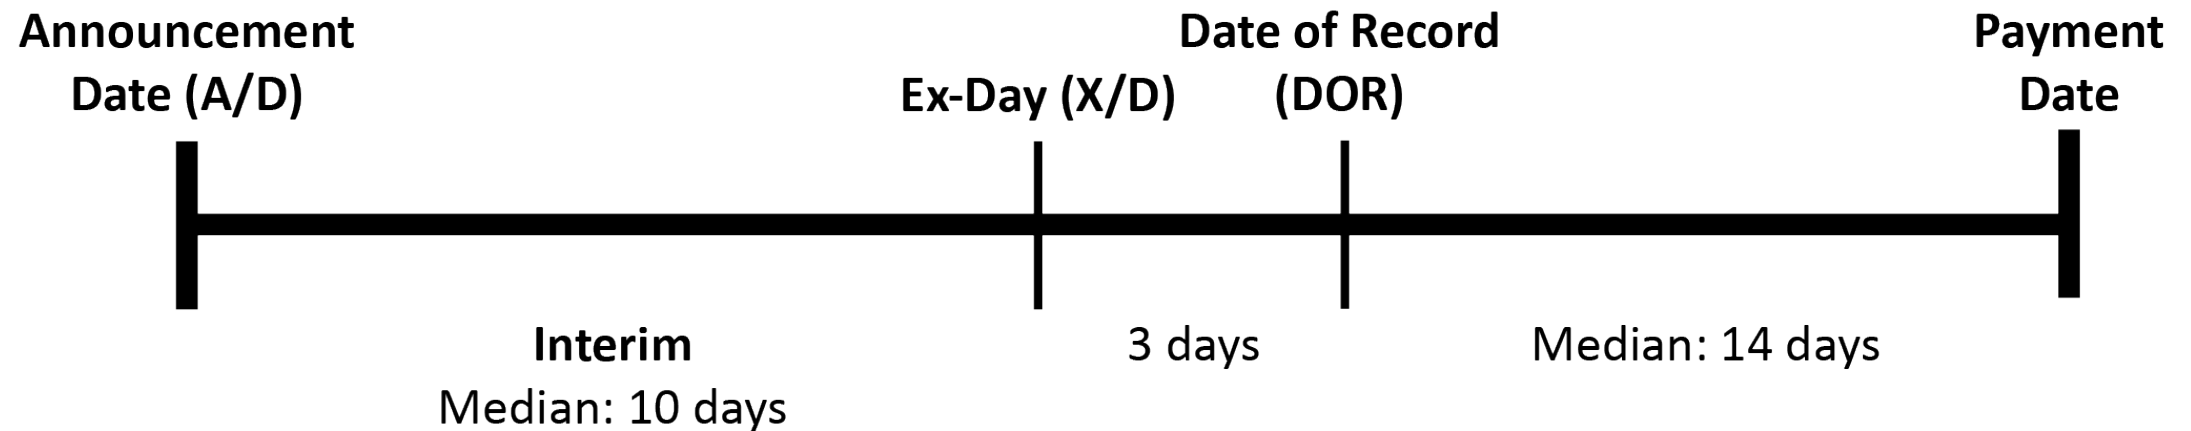 Announcement
Date (A/D)
Ex-Day (X/D)
Date of Record
(DOR)
Payment
Date
Interim
Median: 10 days
3 days
Median: 14 days